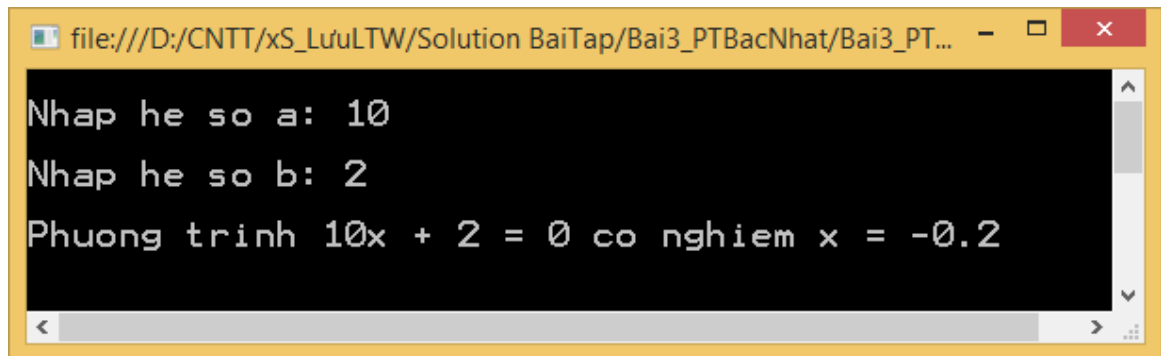 file:///D:/CNTT/xS_LưuLTW/Solution BaiTap/Bai3_PTBacNhat/Bai3_PT...
Nhap he so a: 10
Nhap he so b: 2
Phuong trinh 10x + 2 = 0 co nghiem x = -0.2